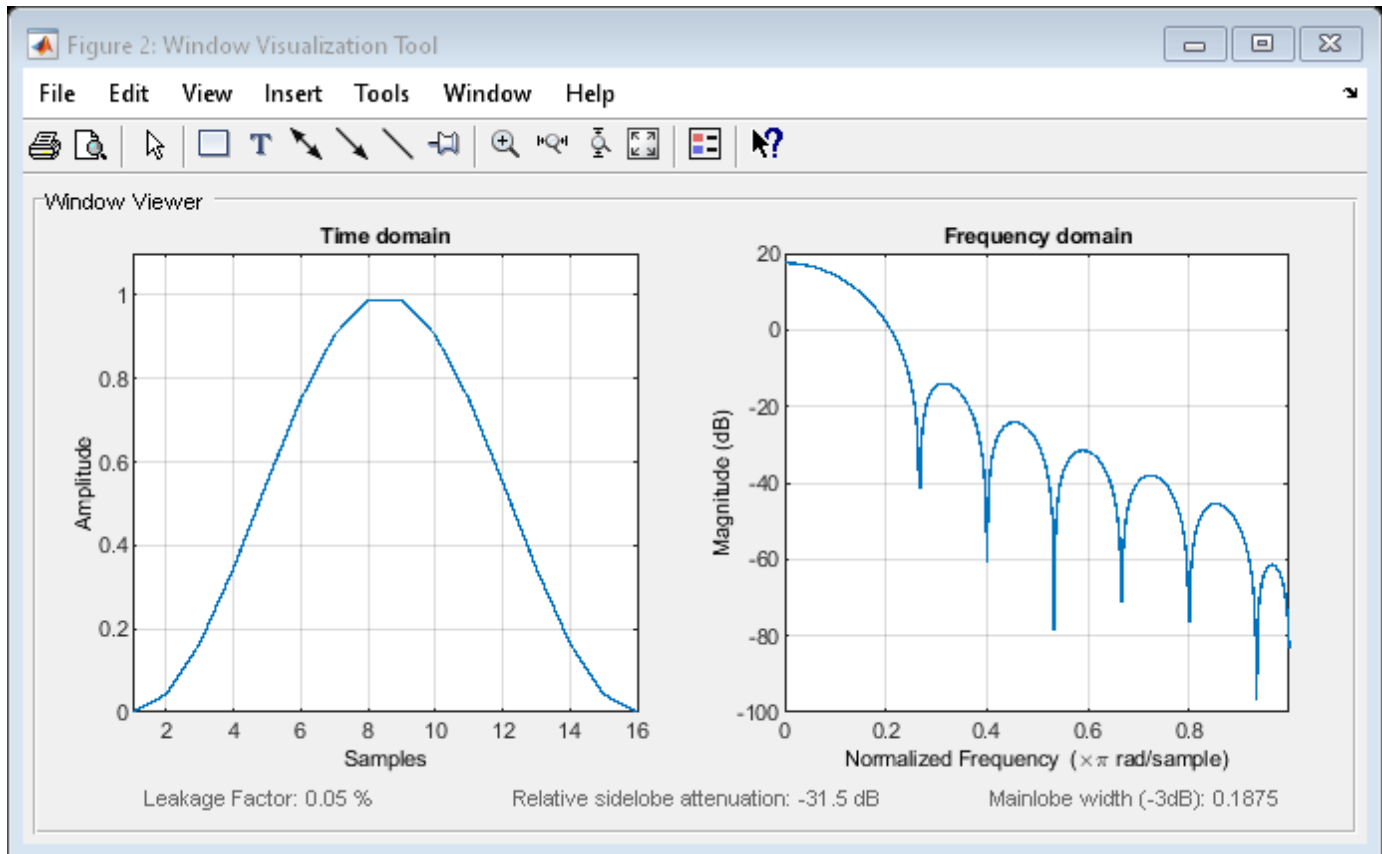 Figure 2: Window Visualization Tool
File Edit View Insert Tools Window Help
T ?
Window Viewer
Time domain
1
0.8
0.6
0.4
0.2
0
Amplitude
2 4 6 8 10 12 14 16
Samples
Frequency domain
20
0
-20
-40
-60
-80
-100
Magnitude (dB)
0 0.2 0.4 0.6 0.8
Normalized Frequency (×π rad/sample)
Leakage Factor: 0.05 % Relative sidelobe attenuation: -31.5 dB Mainlobe width (-3dB): 0.1875